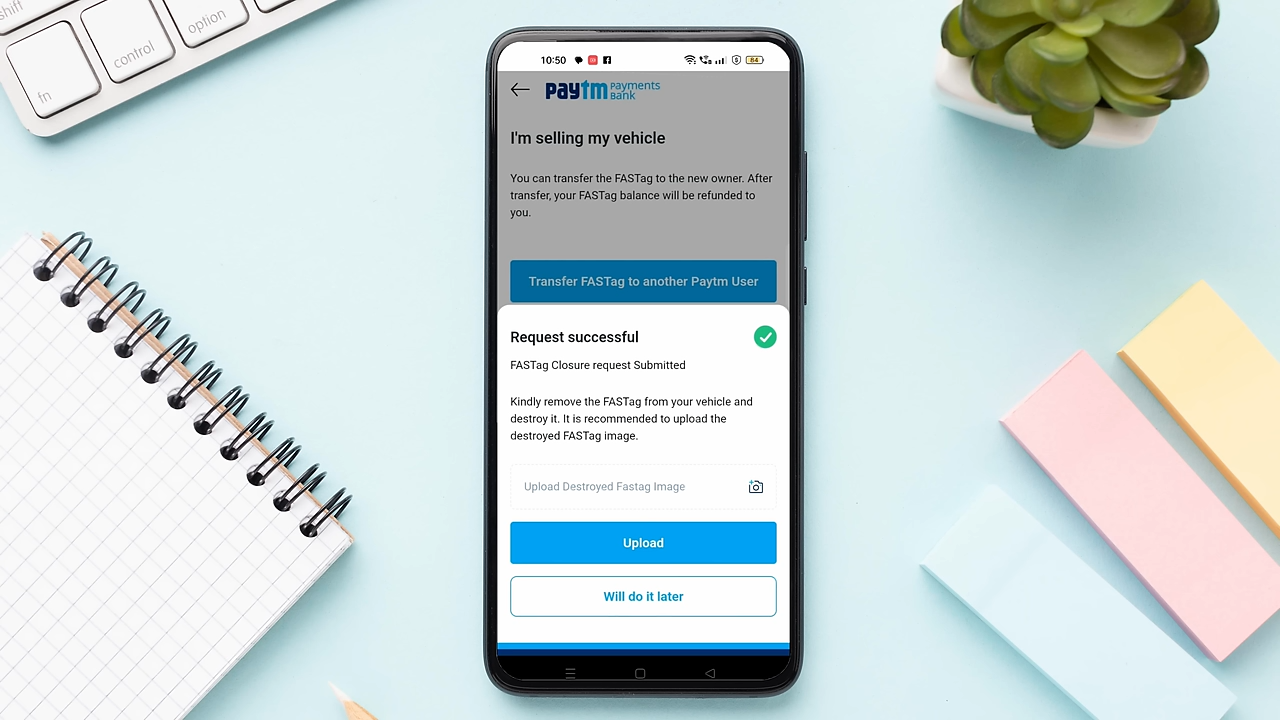 shift
fn
control
option
10:50
84
Paytm Payments Bank
I'm selling my vehicle
You can transfer the FASTag to the new owner. After
transfer, your FASTag balance will be refunded to
you.
Transfer FASTag to another Paytm User
Request successful
FASTag Closure request Submitted
Kindly remove the FASTag from your vehicle and
destroy it. It is recommended to upload the
destroyed FASTag image.
Upload Destroyed Fastag Image
Upload
Will do it later